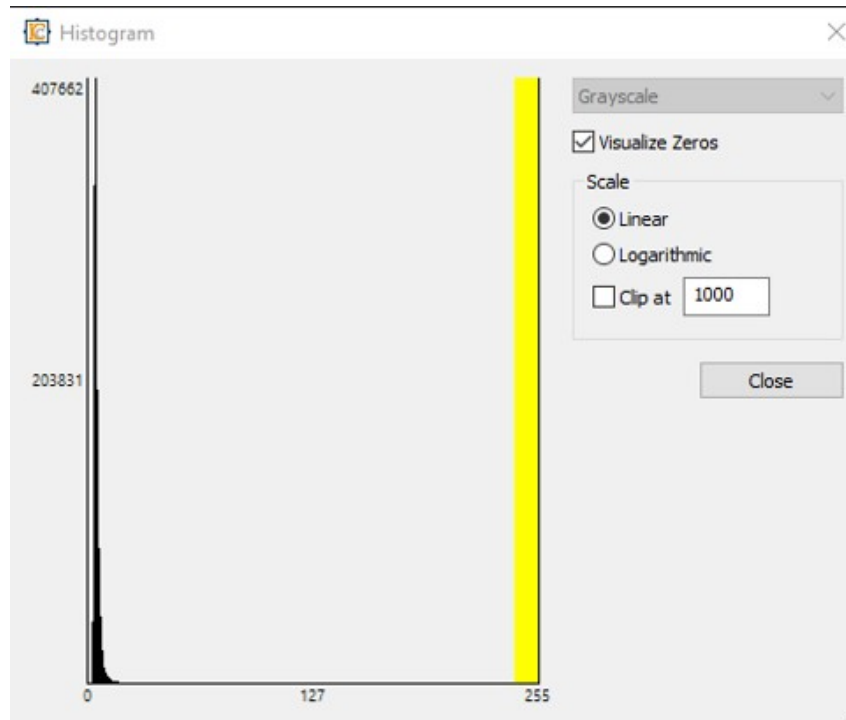 Histogram
407662
203831
0 127 255
Grayscale
Visualize Zeros
Scale
Linear
Logarithmic
Clip at 1000
Close